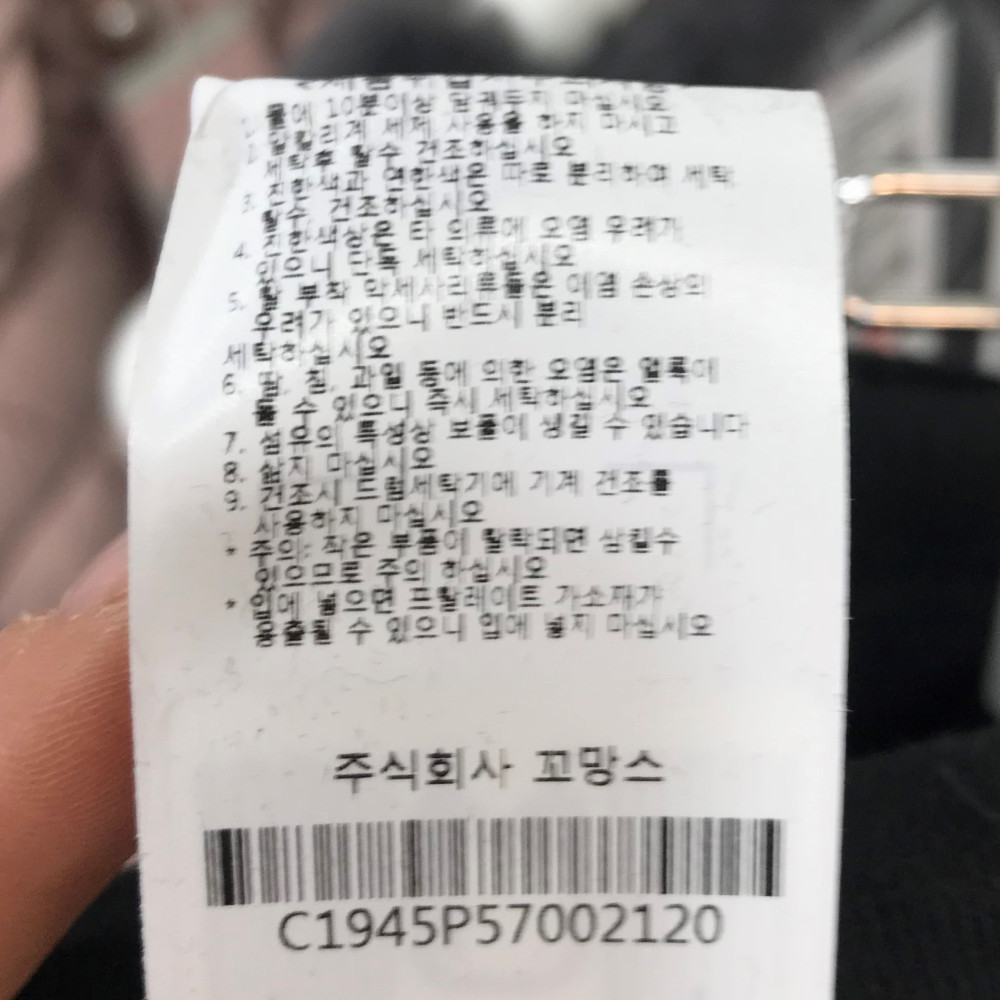 1. 물에 10분이상 담궈두지 마십시오
2. 알칼리계 세제 사용을 하지 마시고
세탁후 탈수 건조하십시오
3. 진한색과 연한색은 따로 분리하여 세탁,
탈수, 건조하십시오
4. 진한색상은 타 의류에 오염 우려가
있으니 단독 세탁하십시오
5. 탈 부착 악세사리류들은 이염 손상의
우려가 있으니 반드시 분리
세탁하십시오
6. 땀, 침, 과일 등에 의한 오염은 얼룩이
질 수 있으니 즉시 세탁하십시오
7. 섬유의 특성상 보풀이 생길 수 있습니다
8. 삶지 마십시오
9. 건조시 드럼세탁기에 기계 건조를
사용하지 마십시오
* 주의: 작은 부품이 탈락되면 삼킬수
있으므로 주의 하십시오
* 입에 넣으면 프탈레이트 가소제가
용출될 수 있으니 입에 넣지 마십시오
주식회사 꼬망스
C1945P57002120